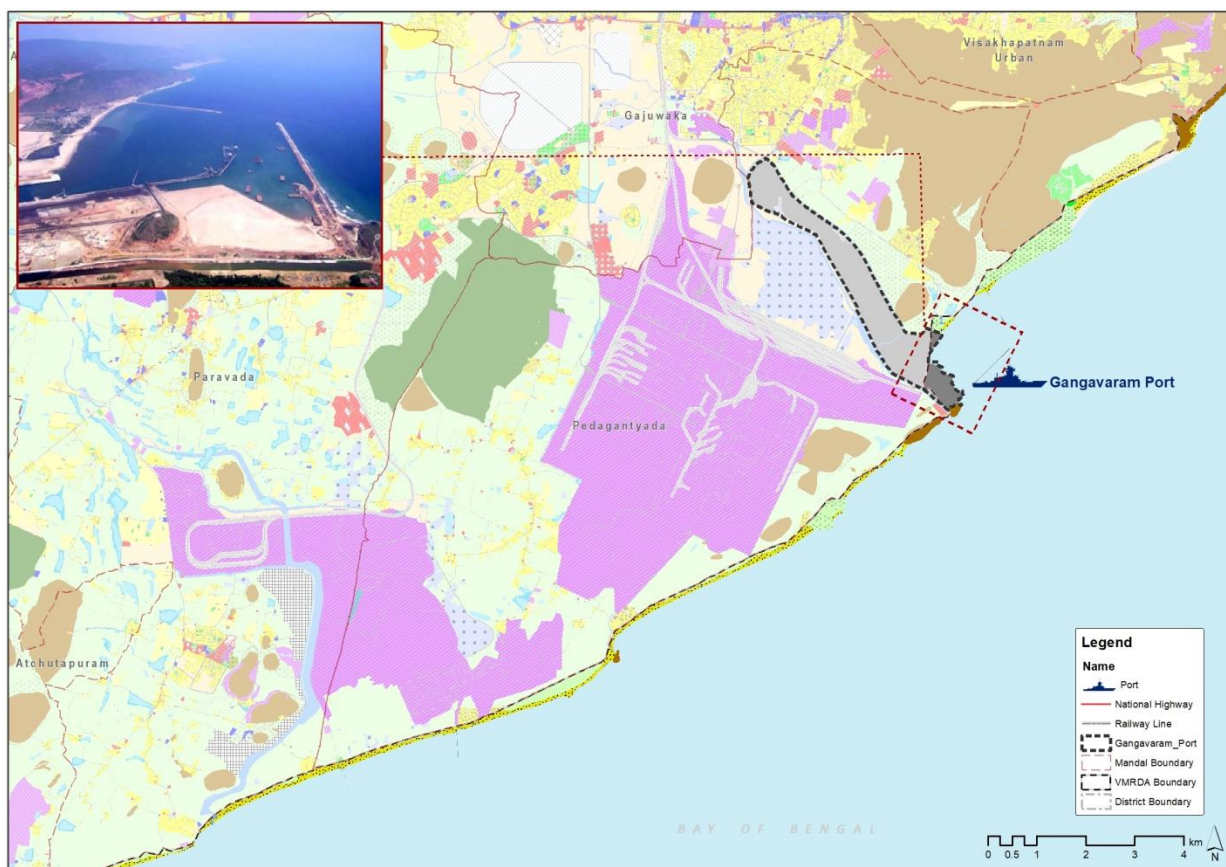 Visakhapatnam
Urban
Gajuwaka
Gangavaram Port
Paravada
Pedagantyada
Atchutapuram
BAY OF BENGAL
Legend
Name
Port
National Highway
Railway Line
Gangavaram_Port
Mandal Boundary
VMRDA Boundary
District Boundary
0 0.5 1 2 3 4 km
N